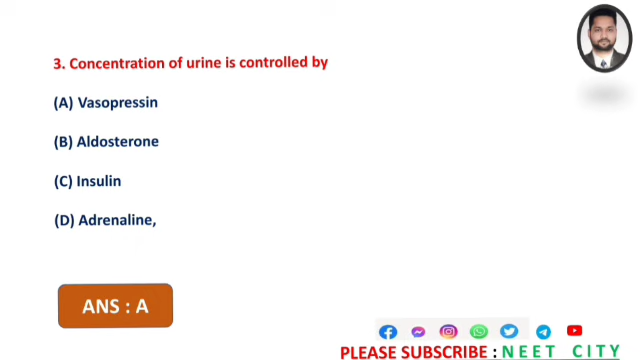 3. Concentration of urine is controlled by
(A) Vasopressin
(B) Aldosterone
(C) Insulin
(D) Adrenaline,
ANS : A
PLEASE SUBSCRIBE : NEET CITY